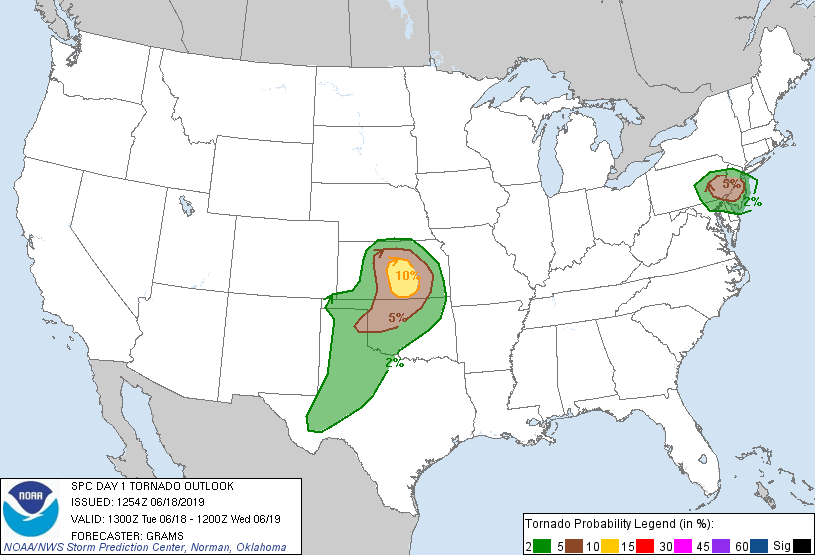 5%
2%
10%
5%
2%
NOAA
SPC DAY 1 TORNADO OUTLOOK
ISSUED: 1254Z 06/18/2019
VALID: 1300Z Tue 06/18 - 1200Z Wed 06/19
FORECASTER: GRAMS
NOAA/NWS Storm Prediction Center, Norman, Oklahoma
Tornado Probability Legend (in %):
2 5 10 15 30 45 60 Sig